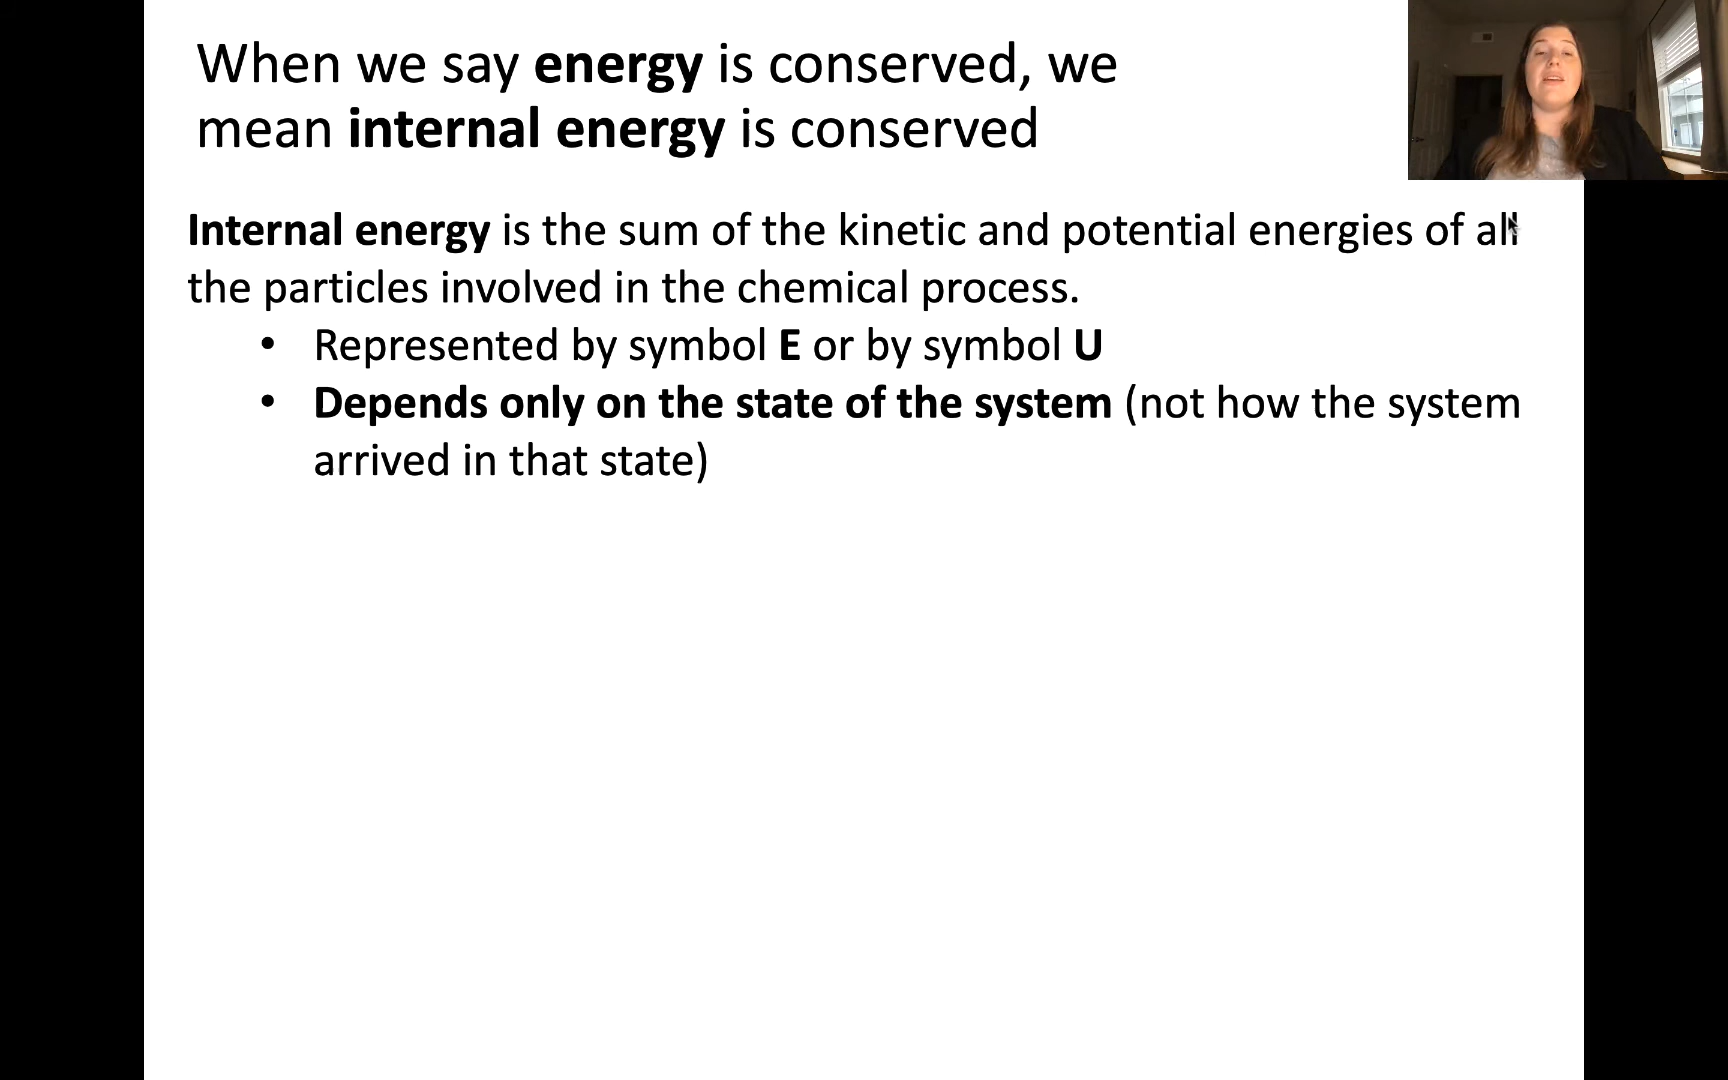 When we say energy is conserved, we
mean internal energy is conserved
Internal energy is the sum of the kinetic and potential energies of all
the particles involved in the chemical process.
• Represented by symbol E or by symbol U
• Depends only on the state of the system (not how the system
arrived in that state)